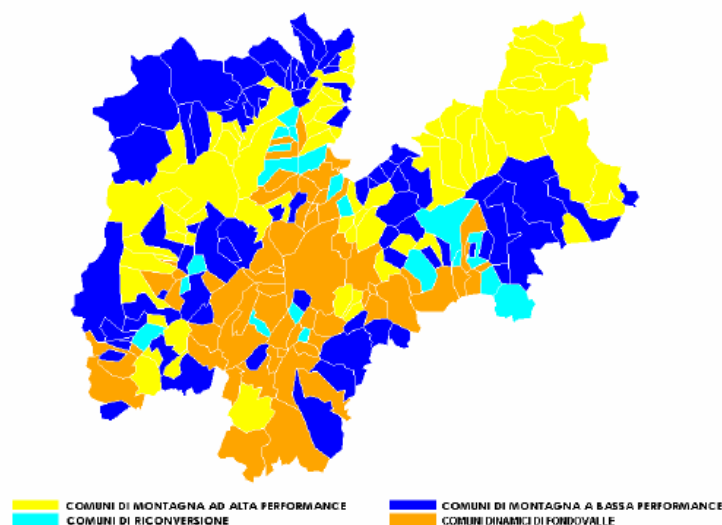 COMUNI DI MONTAGNA AD ALTA PERFORMANCE
COMUNI DI MONTAGNA A BASSA PERFORMANCE
COMUNI DI RICONVERSIONE
COMUNI DINAMICI DI FONDOVALLE